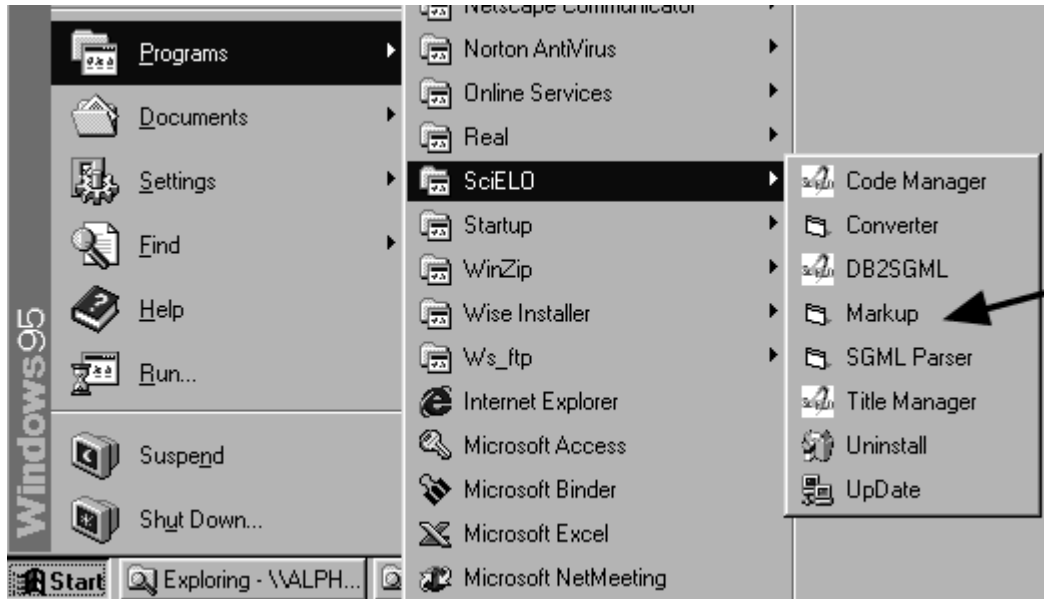 Programs
Documents
Settings
Find
Help
Run...
Suspend
Shut Down...
Windows95
Start
Exploring - \\ALPH...
Netscape Communicator
Norton AntiVirus
Online Services
Real
SciELO
Startup
WinZip
Wise Installer
Ws_ftp
Internet Explorer
Microsoft Access
Microsoft Binder
Microsoft Excel
Microsoft NetMeeting
Code Manager
Converter
DB2SGML
Markup
SGML Parser
Title Manager
Uninstall
UpDate